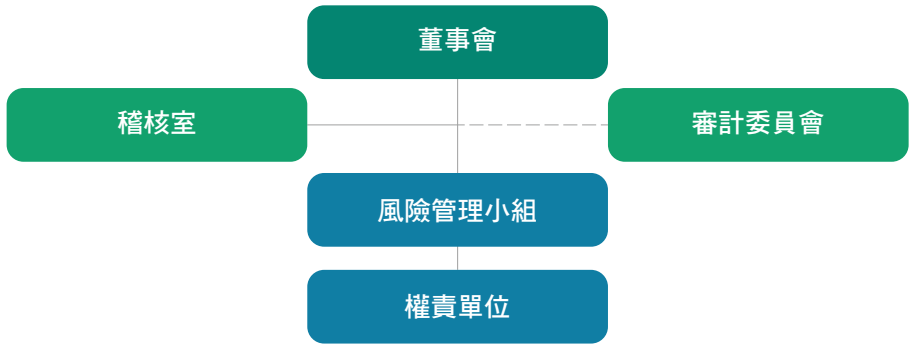 董事會
稽核室
審計委員會
風險管理小組
權責單位